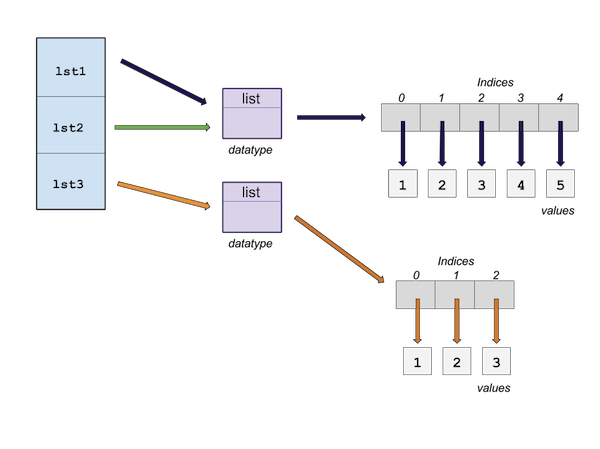 lst1
lst2
lst3
list
datatype
list
datatype
Indices
0 1 2 3 4
1 2 3 4 5
values
Indices
0 1 2
1 2 3
values